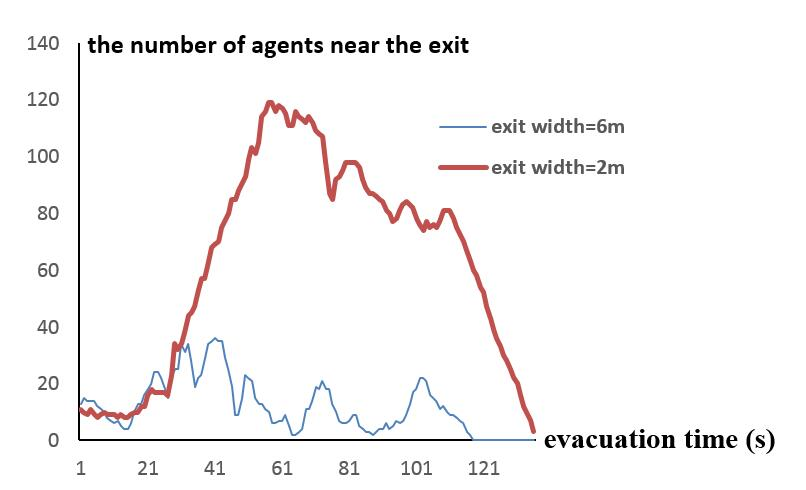 the number of agents near the exit
140
120
100
80
60
40
20
0
exit width=6m
exit width=2m
1 21 41 61 81 101 121
evacuation time (s)